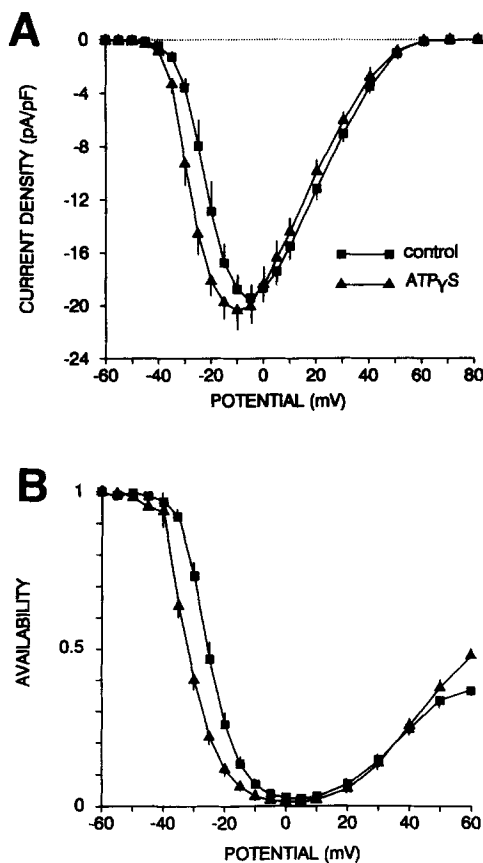 A
0
-4
-8
-12
-16
-20
-24
CURRENT DENSITY (pA/pF)
control
ATPγS
-60 -40 -20 0 20 40 60 80
POTENTIAL (mV)
B
1
0.5
0
AVAILABILITY
-60 -40 -20 0 20 40 60
POTENTIAL (mV)